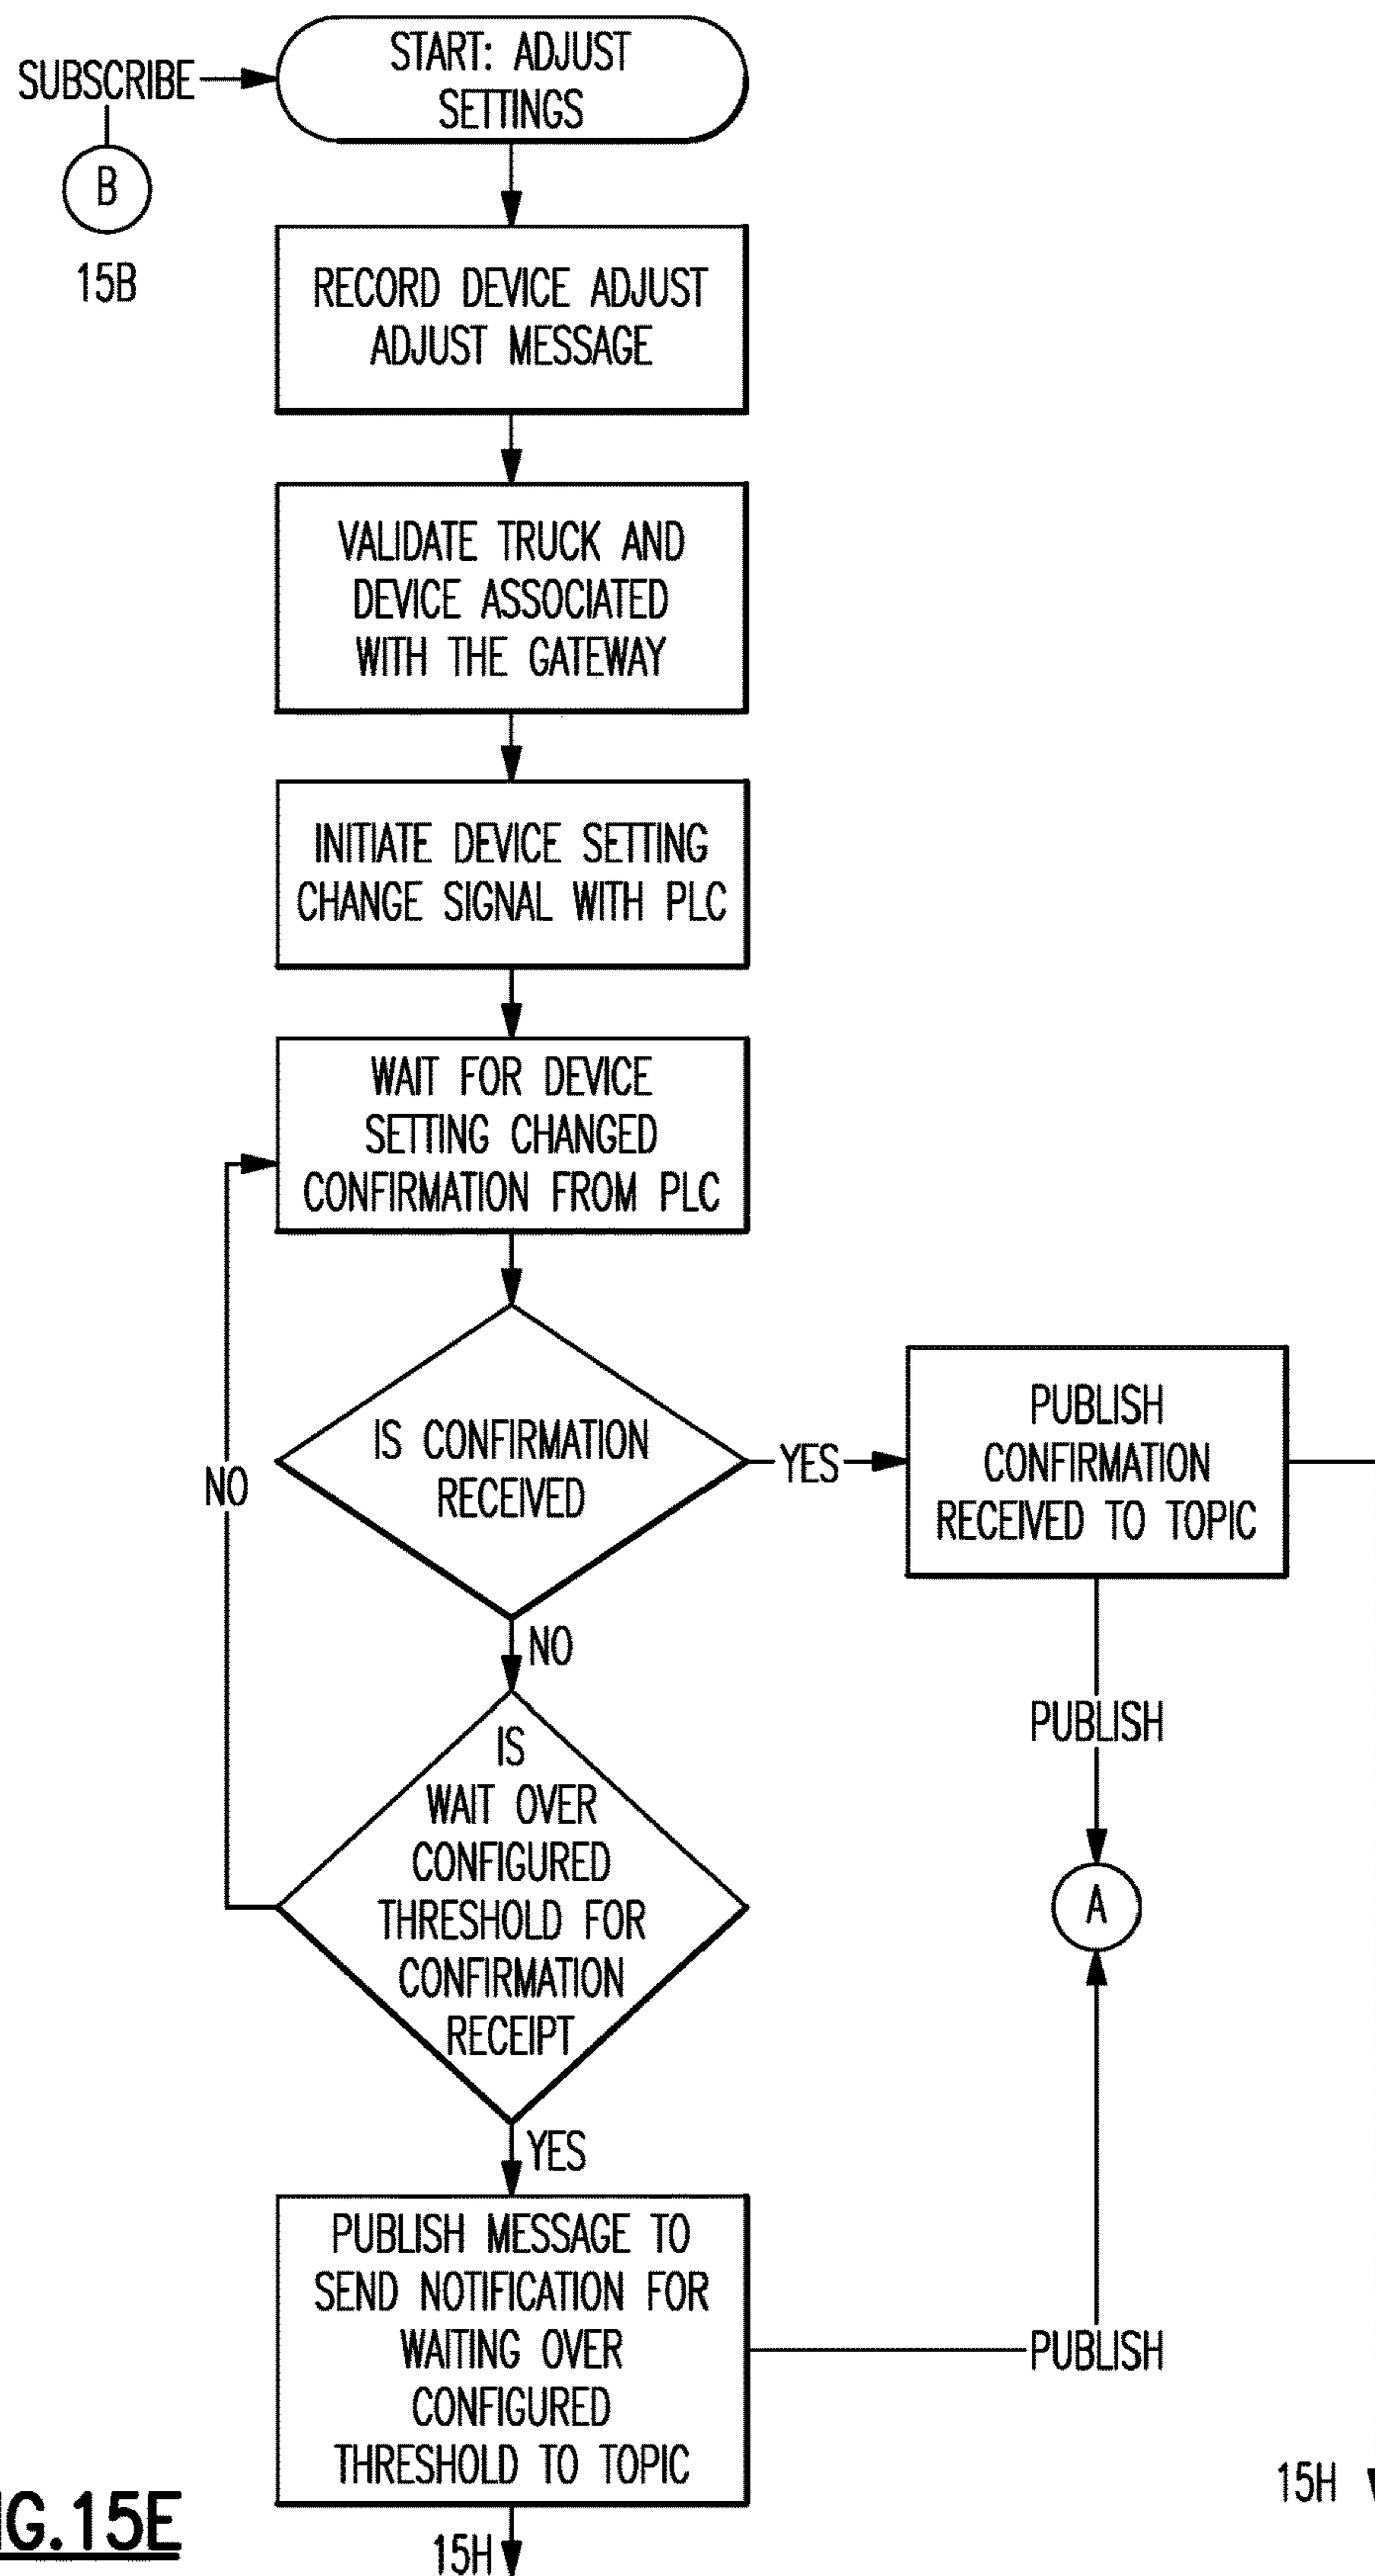 START: ADJUST
SETTINGS
SUBSCRIBE
B
15B
RECORD DEVICE ADJUST
ADJUST MESSAGE
VALIDATE TRUCK AND
DEVICE ASSOCIATED
WITH THE GATEWAY
INITIATE DEVICE SETTING
CHANGE SIGNAL WITH PLC
WAIT FOR DEVICE
SETTING CHANGED
CONFIRMATION FROM PLC
IS CONFIRMATION
RECEIVED
YES
PUBLISH
CONFIRMATION
RECEIVED TO TOPIC
NO
NO
PUBLISH
IS
WAIT OVER
CONFIGURED
THRESHOLD FOR
CONFIRMATION
RECEIPT
A
YES
PUBLISH MESSAGE TO
SEND NOTIFICATION FOR
WAITING OVER
CONFIGURED
THRESHOLD TO TOPIC
PUBLISH
15H
15H
IG.15E